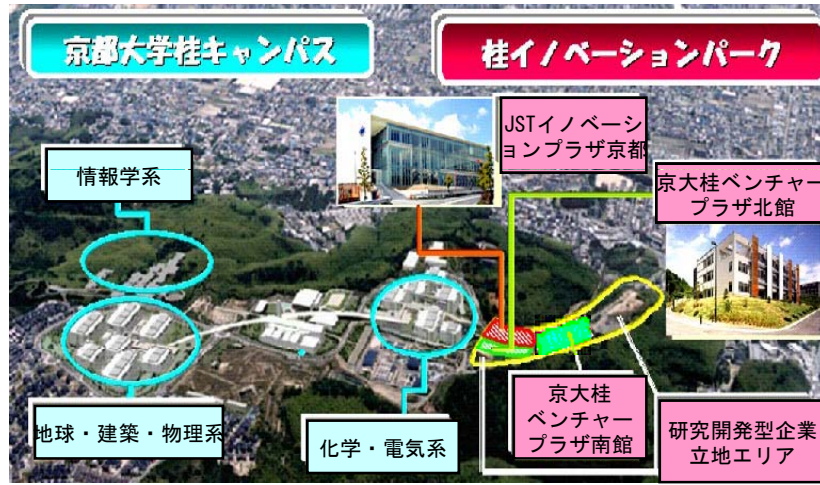 京都大学桂キャンパス
桂イノベーションパーク
JSTイノベーシ
ョンプラザ京都
情報学系
京大桂ベンチャー
プラザ北館
地球・建築・物理系
化学・電気系
京大桂
ベンチャー
プラザ南館
研究開発型企業
立地エリア